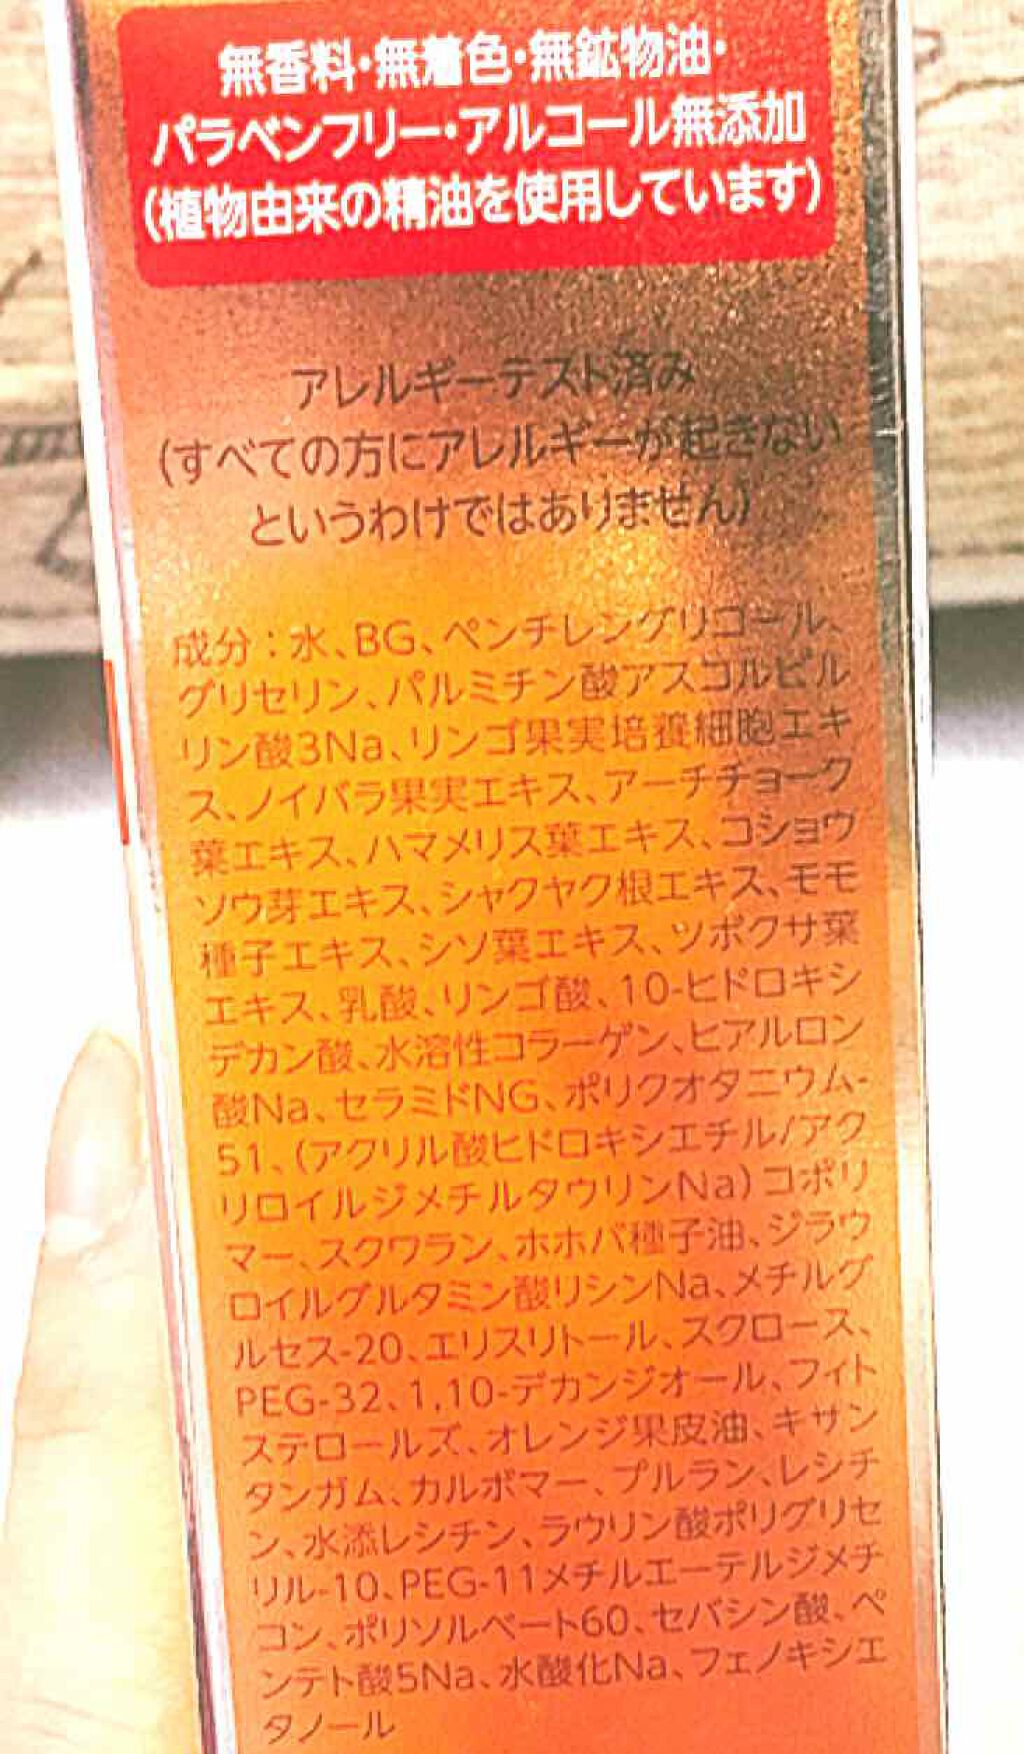 無香料・無着色・無鉱物油・
パラベンフリー・アルコール無添加
(植物由来の精油を使用しています)
アレルギーテスト済み
(すべての方にアレルギーが起きない
というわけではありません)
成分：水、BG、ペンチレングリコール、
グリセリン、パルミチン酸アスコルビル
リン酸3Na、リンゴ果実培養細胞エキ
ス、ノイバラ果実エキス、アーチチョーク
葉エキス、ハマメリス葉エキス、コショウ
ソウ芽エキス、シャクヤク根エキス、モモ
種子エキス、シソ葉エキス、ツボクサ葉
エキス、乳酸、リンゴ酸、10-ヒドロキシ
デカン酸、水溶性コラーゲン、ヒアルロン
酸Na、セラミドNG、ポリクオタニウム-
51、(アクリル酸ヒドロキシエチル/アク
リロイルジメチルタウリンNa)コポリ
マー、スクワラン、ホホバ種子油、ジラウ
ロイルグルタミン酸リシンNa、メチルグ
ルセス-20、エリスリトール、スクロース、
PEG-32、1,10-デカンジオール、フィト
ステロールズ、オレンジ果皮油、キサン
タンガム、カルボマー、プルラン、レシチ
ン、水添レシチン、ラウリン酸ポリグリセ
リル-10、PEG-11メチルエーテルジメチ
コン、ポリソルベート60、セバシン酸、ペ
ンテト酸5Na、水酸化Na、フェノキシエ
タノール